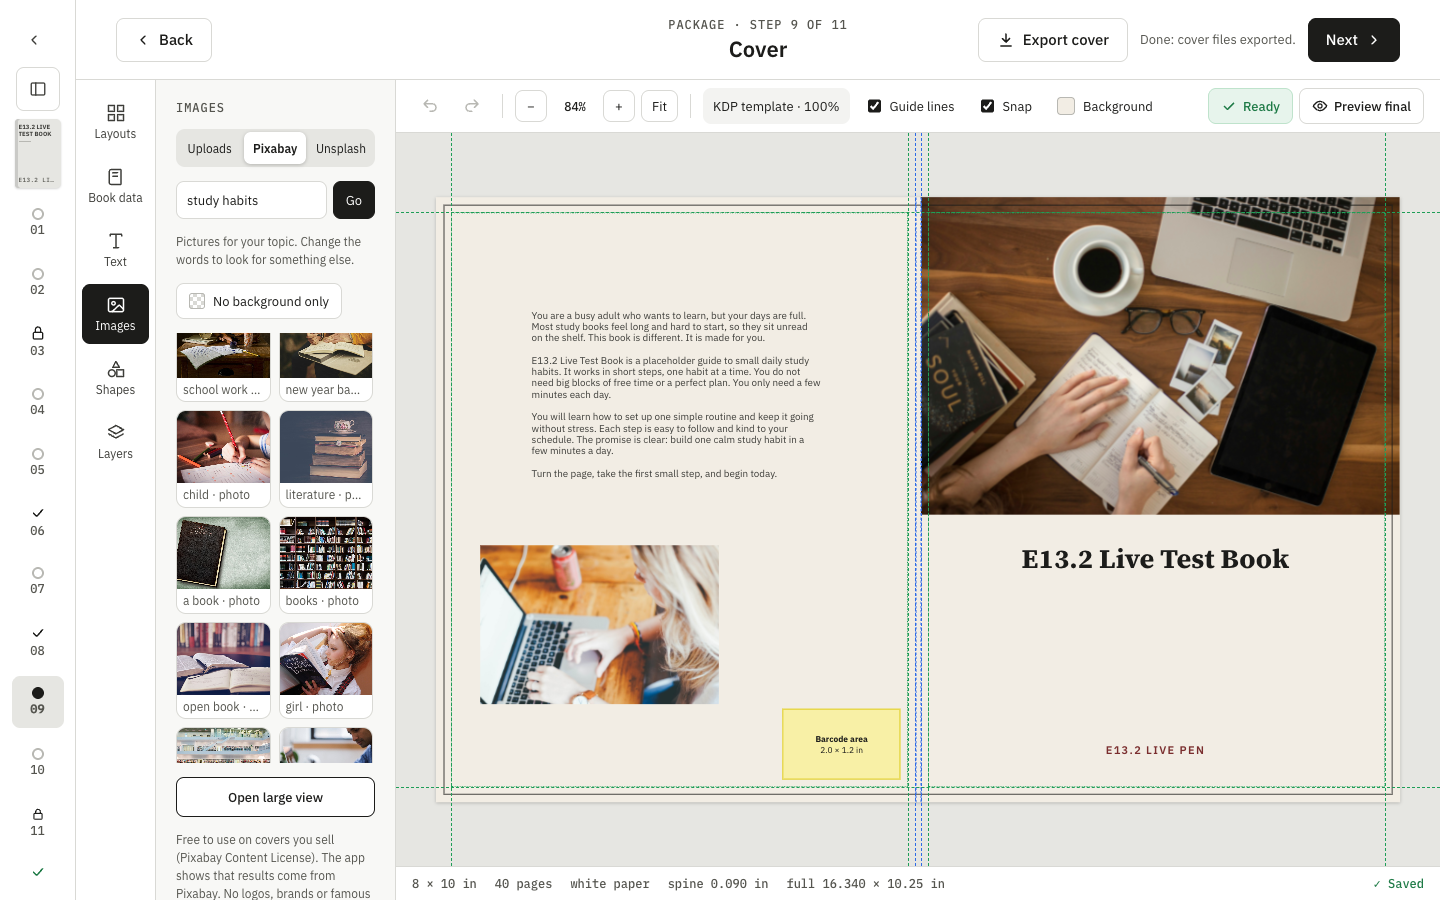 Back
PACKAGE · STEP 9 OF 11
Cover
Export cover
Done: cover files exported.
Next
E13.2 LIVE
TEST BOOK
E13.2 LI…
01
02
03
04
05
06
07
08
09
10
11
Layouts
Book data
Text
Images
Shapes
Layers
IMAGES
Uploads
Pixabay
Unsplash
study habits
Go
Pictures for your topic. Change the
words to look for something else.
No background only
school work …
new year ba…
child · photo
literature · p…
a book · photo
books · photo
open book · …
girl · photo
Open large view
Free to use on covers you sell
(Pixabay Content License). The app
shows that results come from
Pixabay. No logos, brands or famous
84%
Fit
KDP template · 100%
Guide lines
Snap
Background
Ready
Preview final
You are a busy adult who wants to learn, but your days are full.
Most study books feel long and hard to start, so they sit unread
on the shelf. This book is different. It is made for you.
E13.2 Live Test Book is a placeholder guide to small daily study
habits. It works in short steps, one habit at a time. You do not
need big blocks of free time or a perfect plan. You only need a few
minutes each day.
You will learn how to set up one simple routine and keep it going
without stress. Each step is easy to follow and kind to your
schedule. The promise is clear: build one calm study habit in a
few minutes a day.
Turn the page, take the first small step, and begin today.
Barcode area
2.0 × 1.2 in
SOUL
E13.2 Live Test Book
E13.2 LIVE PEN
8 × 10 in
40 pages
white paper
spine 0.090 in
full 16.340 × 10.25 in
✓ Saved